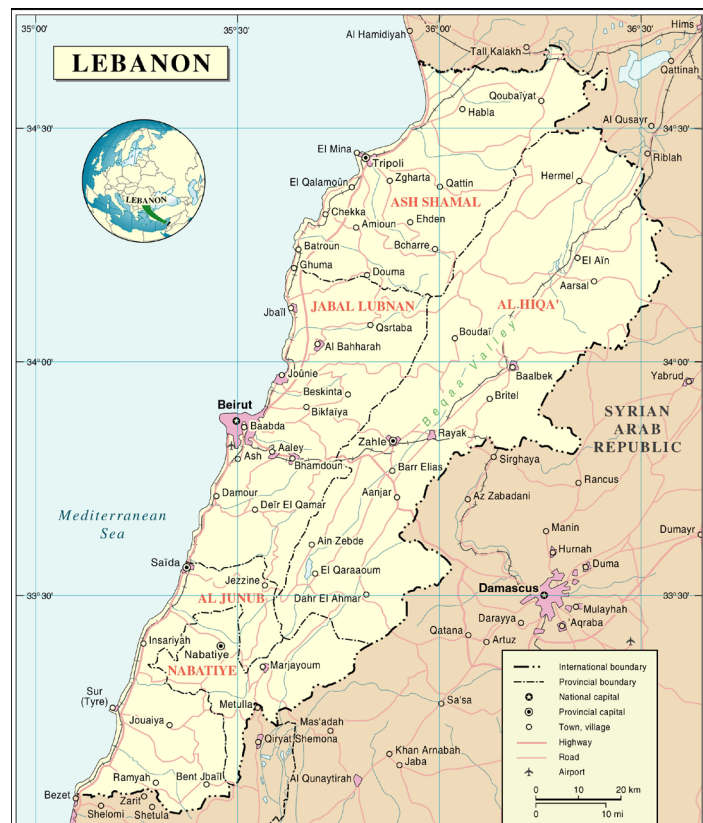 35°00'
35°30'
36°00'
36°30'
Hims
Al Hamidiyah
Tall Kalakh
LEBANON
Qattinah
Qoubaïyat
Habla
Al Qusayr
34°30'
34°30'
El Mina
Tripoli
Riblah
LEBANON
El Qalamoûn
Zgharta
Qattin
Hermel
ASH SHAMAL
Chekka
Amioun
Ehden
Batroun
Bcharre
El Aïn
Ghuma
Douma
Aarsal
JABAL LUBNAN
AL HIQA'
Jbaïl
Qsrtaba
Boudaï
Al Bahharah
34°00'
34°00'
Joûnie
Baalbek
Yabrud
Beqaa Valley
Beskinta
Britel
Bikfaïya
Beirut
SYRIAN
ARAB
REPUBLIC
Baabda
Zahle
Rayak
Aaley
Ash
Bhamdoun
Barr Elias
Sirghaya
Rancus
Damour
Aanjar
Az Zabadani
Deïr El Qamar
Mediterranean
Sea
Manin
Dumayr
Ain Zebde
Hurnah
Saïda
El Qaraaoum
Duma
Jezzine
Damascus
33°30'
33°30'
AL JUNUB
Dahr El Ahmar
Mulayhah
Darayya
'Aqraba
Qatana
Artuz
Insariyah
Nabatiye
NABATIYE
Marjayoum
Sur
(Tyre)
Metulla
Sa'sa
Jouaiya
Mas'adah
Qiryat Shemona
Khan Arnabah
Jaba
Ramyah
Bent Jbaïl
Al Qunaytirah
Bezet
Zarit
Shelomi
Shetula
International boundary
Provincial boundary
National capital
Provincial capital
Town, village
Highway
Road
Airport
0
10
20 km
0
10 mi